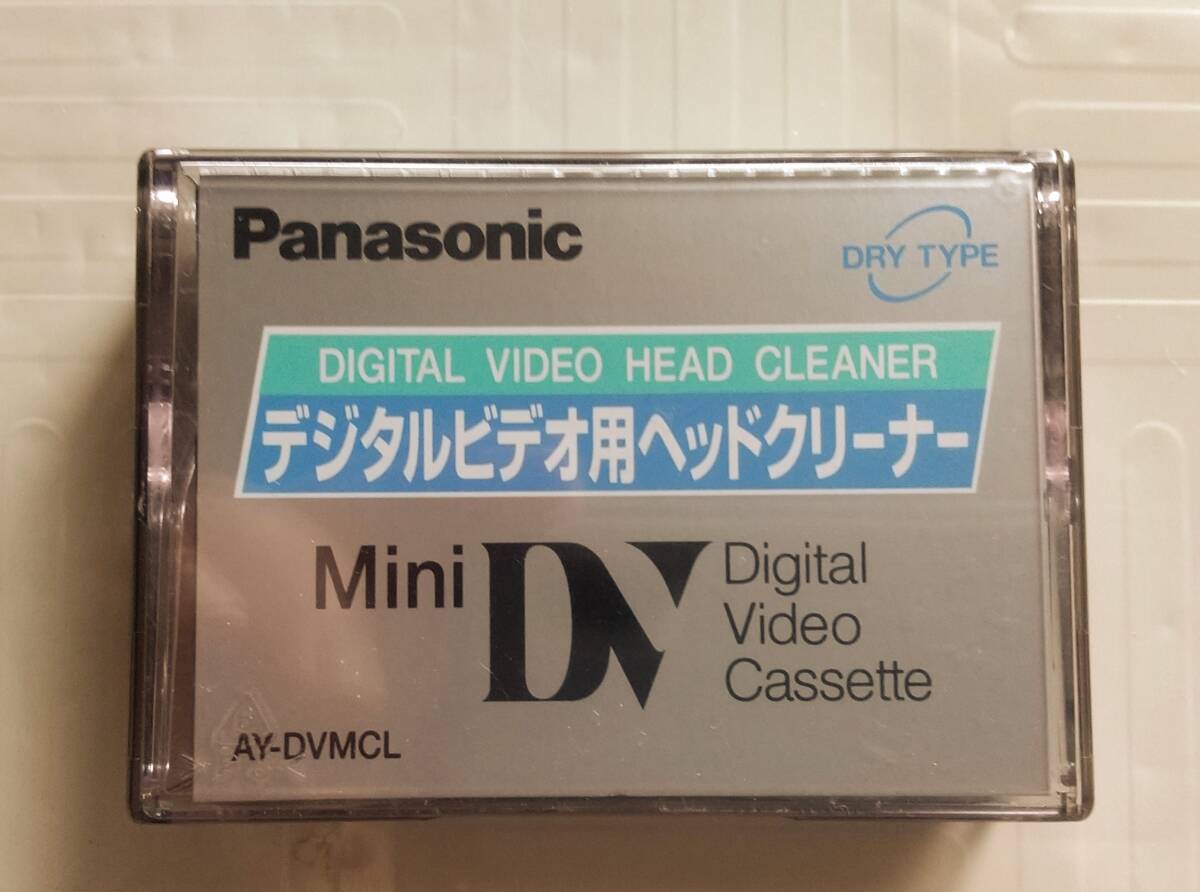 Panasonic
DRY TYPE
DIGITAL VIDEO HEAD CLEANER
デジタルビデオ用ヘッドクリーナー
Mini DV Digital
Video
Cassette
AY-DVMCL